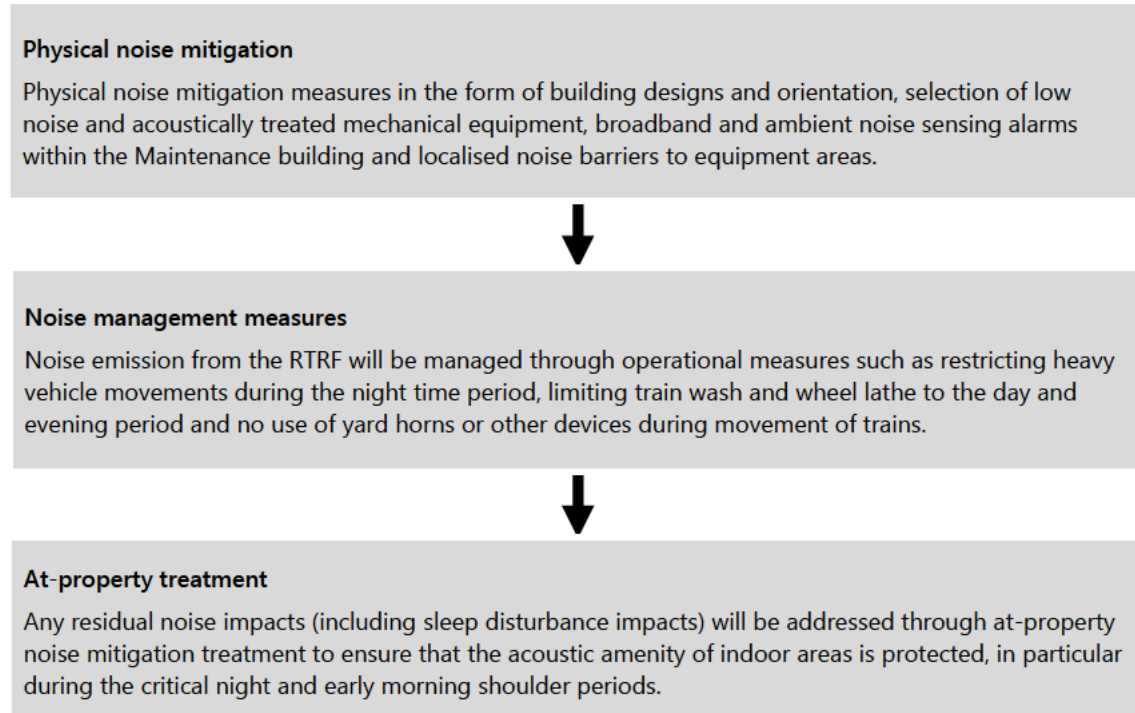 Physical noise mitigation
Physical noise mitigation measures in the form of building designs and orientation, selection of low
noise and acoustically treated mechanical equipment, broadband and ambient noise sensing alarms
within the Maintenance building and localised noise barriers to equipment areas.
Noise management measures
Noise emission from the RTRF will be managed through operational measures such as restricting heavy
vehicle movements during the night time period, limiting train wash and wheel lathe to the day and
evening period and no use of yard horns or other devices during movement of trains.
At-property treatment
Any residual noise impacts (including sleep disturbance impacts) will be addressed through at-property
noise mitigation treatment to ensure that the acoustic amenity of indoor areas is protected, in particular
during the critical night and early morning shoulder periods.